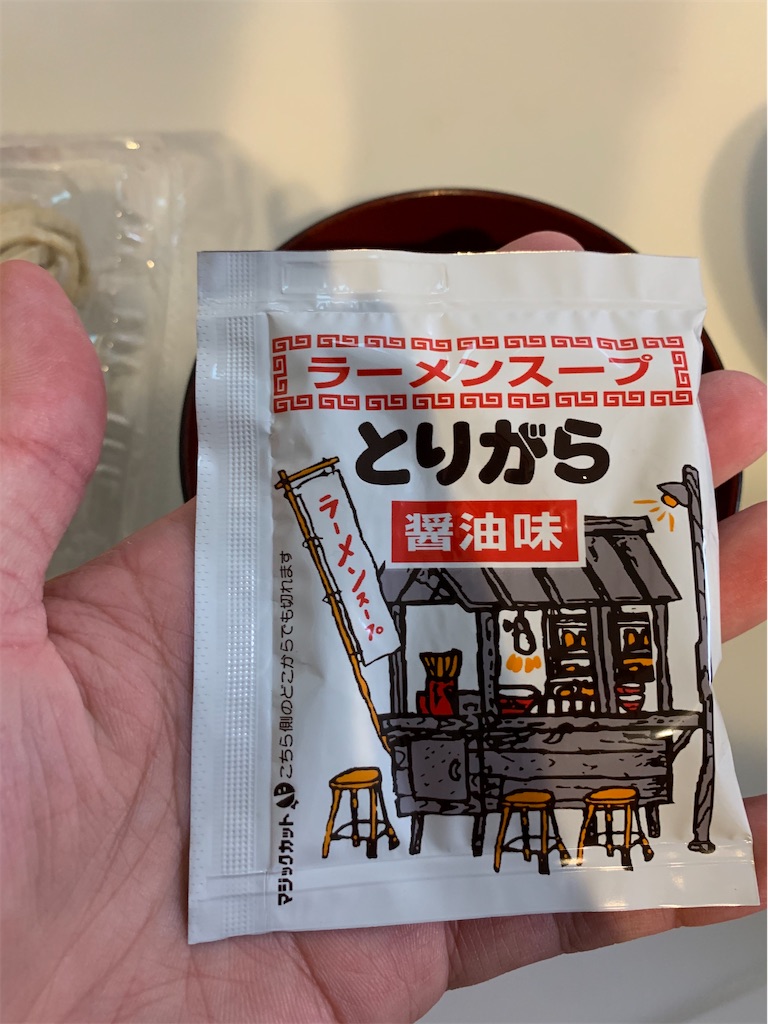 ラーメンスープ
とりがら
醤油味
ラーメンスープ
マジックカット こちら側のどこからでも切れます